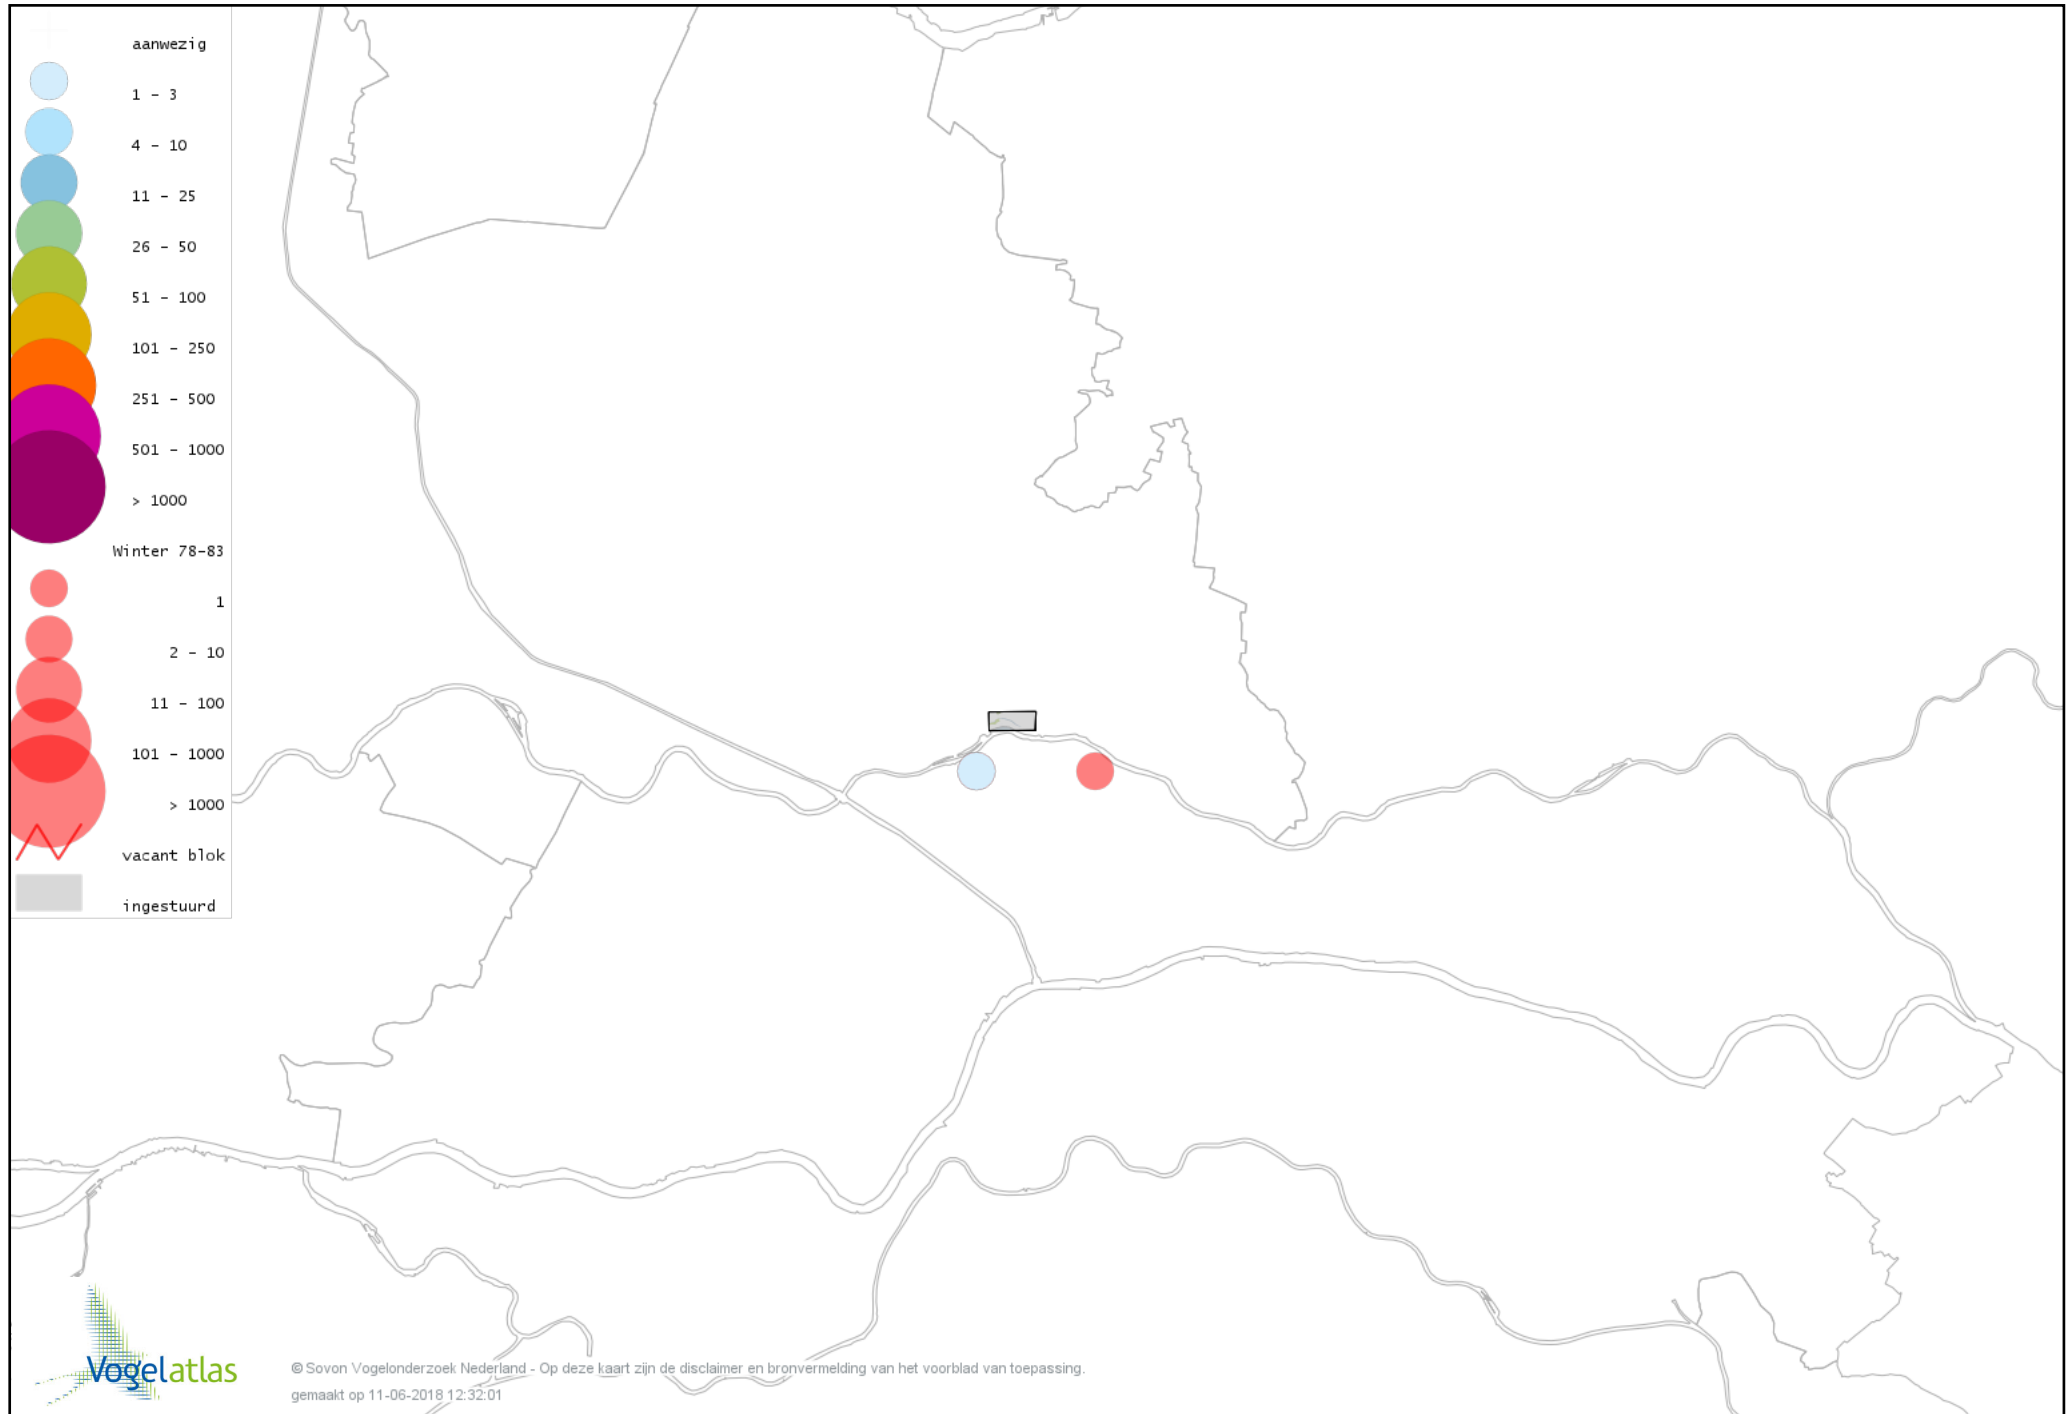 aanwezig
1 - 3
4 - 10
11 - 25
26 - 50
51 - 100
101 - 250
251 - 500
501 - 1000
> 1000
Winter 78-83
1
2 - 10
11 - 100
101 - 1000
> 1000
vacant blok
ingestuurd
Vogelatlas
© Sovon Vogelonderzoek Nederland - Op deze kaart zijn de disclaimer en bronvermelding van het voorblad van toepassing.
gemaakt op 11-06-2018 12:32:01